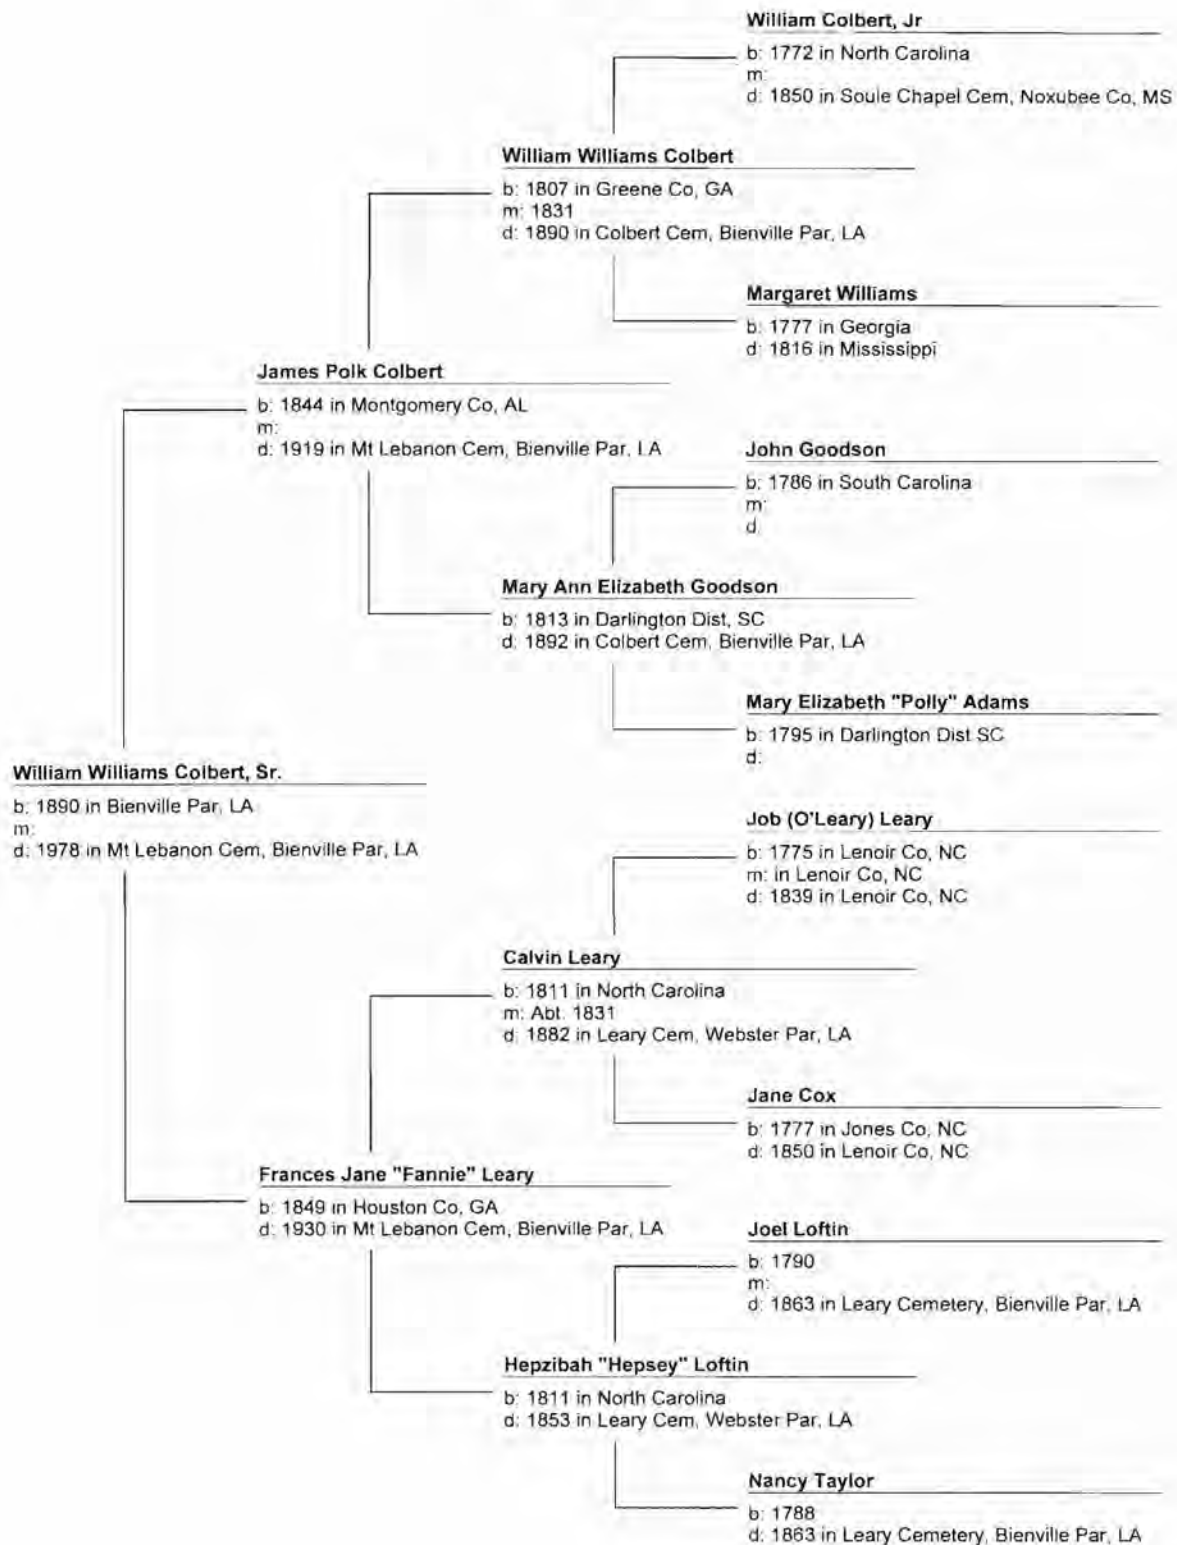 William Colbert, Jr
b: 1772 in North Carolina
m:
d: 1850 in Soule Chapel Cem, Noxubee Co, MS
William Williams Colbert
b: 1807 in Greene Co, GA
m: 1831
d: 1890 in Colbert Cem, Bienville Par, LA
Margaret Williams
b: 1777 in Georgia
d: 1816 in Mississippi
James Polk Colbert
b: 1844 in Montgomery Co, AL
m:
d: 1919 in Mt Lebanon Cem, Bienville Par, LA
John Goodson
b: 1786 in South Carolina
m:
d:
Mary Ann Elizabeth Goodson
b: 1813 in Darlington Dist, SC
d: 1892 in Colbert Cem, Bienville Par, LA
Mary Elizabeth "Polly" Adams
b: 1795 in Darlington Dist SC
d:
William Williams Colbert, Sr.
b: 1890 in Bienville Par, LA
m:
d: 1978 in Mt Lebanon Cem, Bienville Par, LA
Job (O'Leary) Leary
b: 1775 in Lenoir Co, NC
m: in Lenoir Co, NC
d: 1839 in Lenoir Co, NC
Calvin Leary
b: 1811 in North Carolina
m: Abt. 1831
d: 1882 in Leary Cem, Webster Par, LA
Jane Cox
b: 1777 in Jones Co, NC
d: 1850 in Lenoir Co, NC
Frances Jane "Fannie" Leary
b: 1849 in Houston Co, GA
d: 1930 in Mt Lebanon Cem, Bienville Par, LA
Joel Loftin
b: 1790
m:
d: 1863 in Leary Cemetery, Bienville Par, LA
Hepzibah "Hepsey" Loftin
b: 1811 in North Carolina
d: 1853 in Leary Cem, Webster Par, LA
Nancy Taylor
b: 1788
d: 1863 in Leary Cemetery, Bienville Par, LA